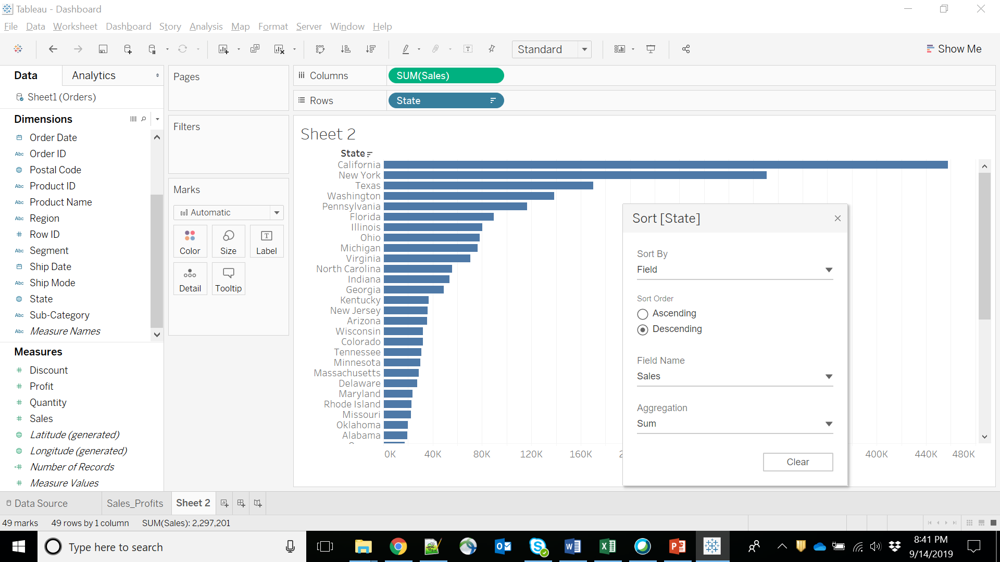 Tableau - Dashboard
File Data Worksheet Dashboard Story Analysis Map Format Server Window Help
Standard
Show Me
Data
Analytics
Sheet1 (Orders)
Dimensions
Order Date
Abc Order ID
Postal Code
Abc Product ID
Abc Product Name
Abc Region
# Row ID
Abc Segment
Ship Date
Abc Ship Mode
State
Abc Sub-Category
Abc Measure Names
Measures
# Discount
# Profit
# Quantity
# Sales
Latitude (generated)
Longitude (generated)
=# Number of Records
# Measure Values
Pages
Filters
Marks
Automatic
Color
Size
Label
Detail
Tooltip
Columns
SUM(Sales)
Rows
State
Sheet 2
State
California
New York
Texas
Washington
Pennsylvania
Florida
Illinois
Ohio
Michigan
Virginia
North Carolina
Indiana
Georgia
Kentucky
New Jersey
Arizona
Wisconsin
Colorado
Tennessee
Minnesota
Massachusetts
Delaware
Maryland
Rhode Island
Missouri
Oklahoma
Alabama
0K 40K 80K 120K 160K 400K 440K 480K
Sort [State]
Sort By
Field
Sort Order
Ascending
Descending
Field Name
Sales
Aggregation
Sum
Clear
Data Source
Sales_Profits
Sheet 2
49 marks
49 rows by 1 column
SUM(Sales): 2,297,201
Type here to search
8:41 PM
9/14/2019